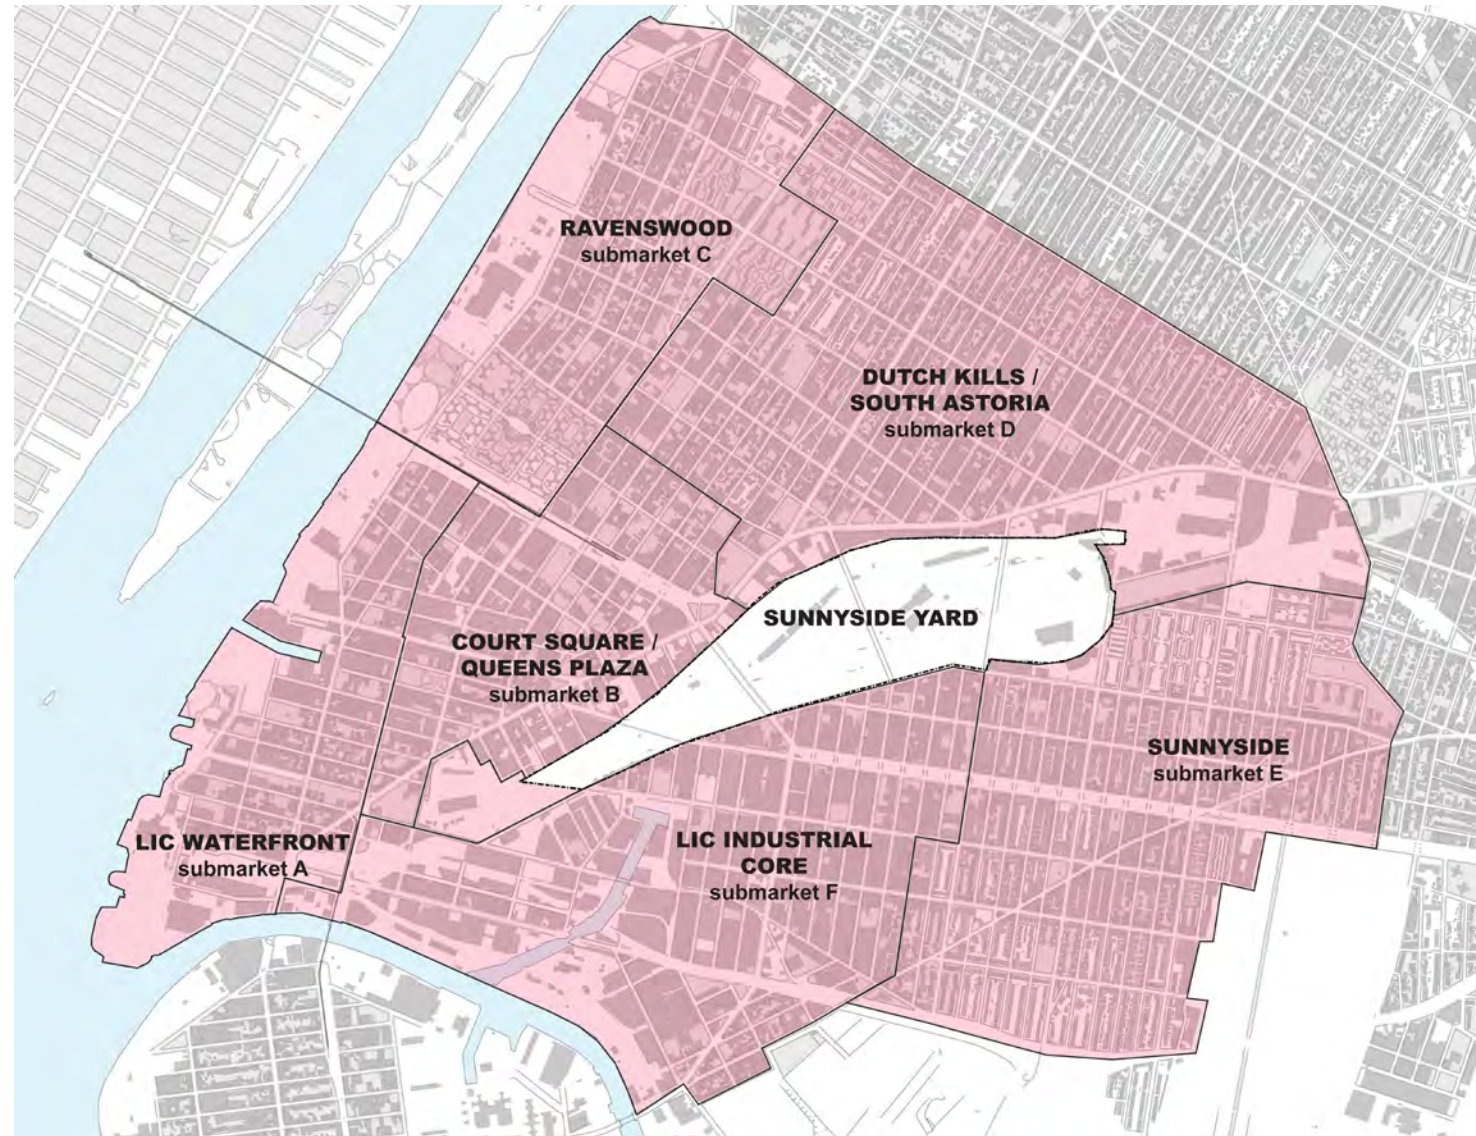 RAVENSWOOD
submarket C
DUTCH KILLS /
SOUTH ASTORIA
submarket D
SUNNYSIDE YARD
COURT SQUARE /
QUEENS PLAZA
submarket B
SUNNYSIDE
submarket E
LIC WATERFRONT
submarket A
LIC INDUSTRIAL
CORE
submarket F